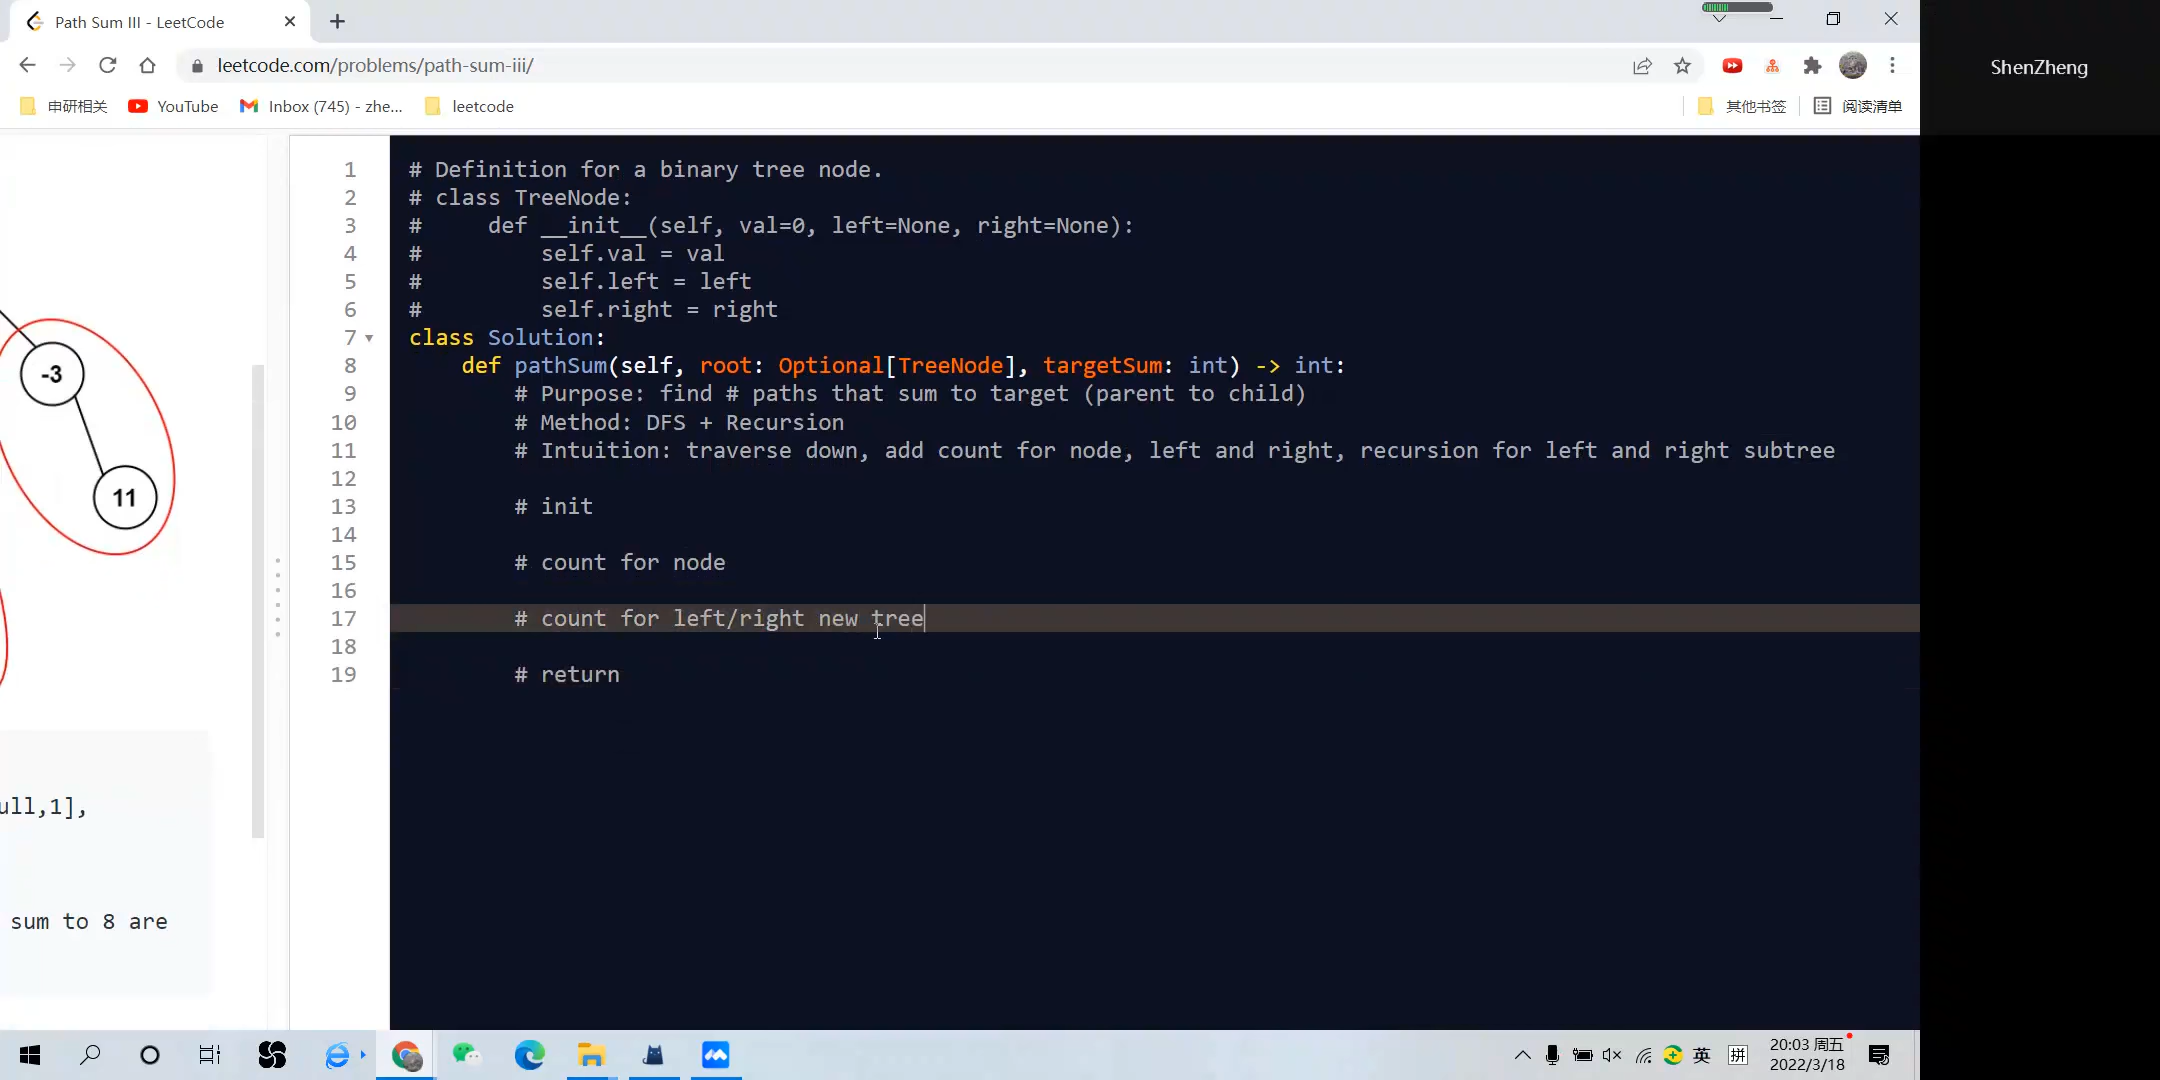 Path Sum III - LeetCode
leetcode.com/problems/path-sum-iii/
申研相关 YouTube Inbox (745) - zhe... leetcode 其他书签 阅读清单
ShenZheng
-3
11
ull,1],
sum to 8 are
1 # Definition for a binary tree node.
2 # class TreeNode:
3 #     def __init__(self, val=0, left=None, right=None):
4 #         self.val = val
5 #         self.left = left
6 #         self.right = right
7 class Solution:
8     def pathSum(self, root: Optional[TreeNode], targetSum: int) -> int:
9         # Purpose: find # paths that sum to target (parent to child)
10         # Method: DFS + Recursion
11         # Intuition: traverse down, add count for node, left and right, recursion for left and right subtree
12
13         # init
14
15         # count for node
16
17         # count for left/right new tree
18
19         # return
英 拼 20:03 周五
2022/3/18